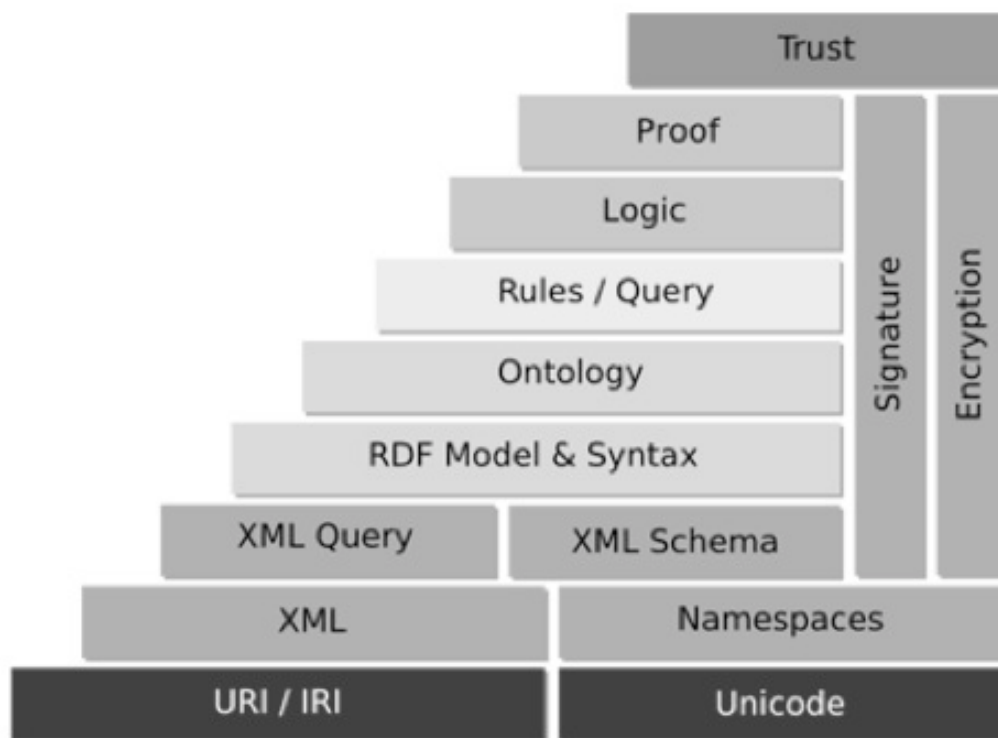 Trust
Proof
Logic
Rules / Query
Ontology
RDF Model & Syntax
XML Query
XML Schema
Signature
Encryption
XML
Namespaces
URI / IRI
Unicode